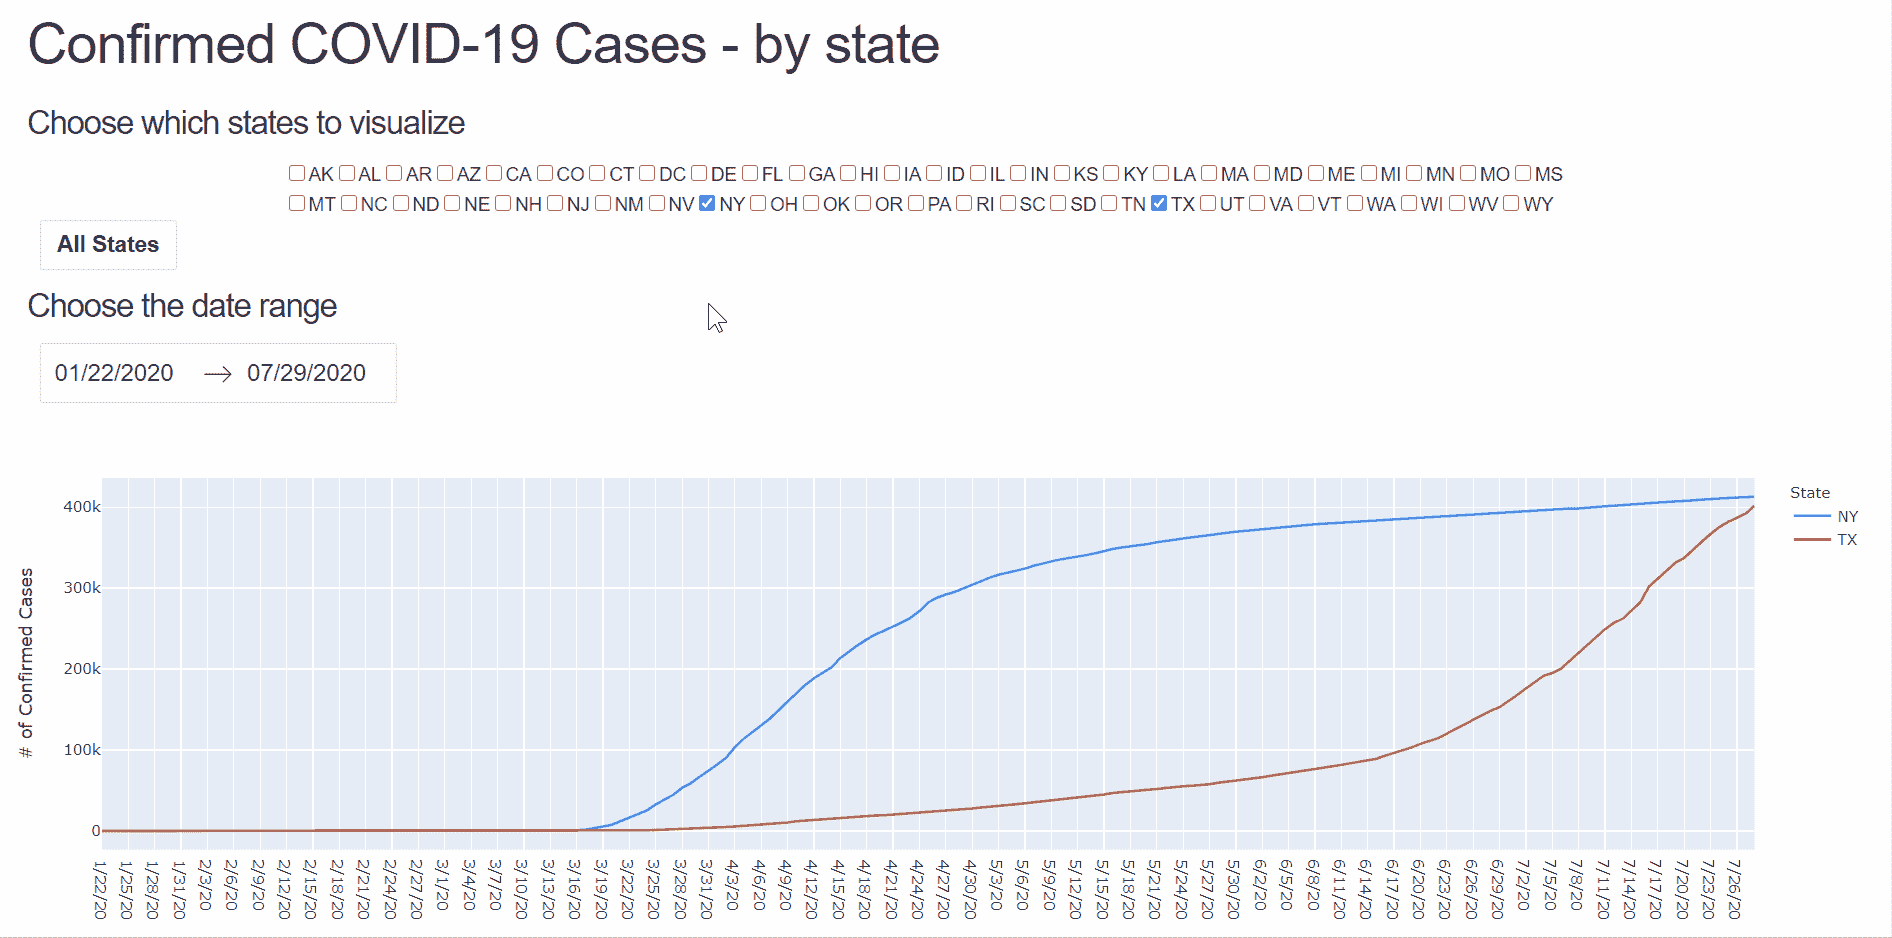 Confirmed COVID-19 Cases - by state
Choose which states to visualize
AK AL AR AZ CA CO CT DC DE FL GA HI IA ID IL IN KS KY LA MA MD ME MI MN MO MS
MT NC ND NE NH NJ NM NV NY OH OK OR PA RI SC SD TN TX UT VA VT WA WI WV WY
All States
Choose the date range
01/22/2020 → 07/29/2020
State
NY
TX
# of Confirmed Cases
400k
300k
200k
100k
0
1/22/20 1/25/20 1/28/20 1/31/20 2/3/20 2/6/20 2/9/20 2/12/20 2/15/20 2/18/20 2/21/20 2/24/20 2/27/20 3/1/20 3/4/20 3/7/20 3/10/20 3/13/20 3/16/20 3/19/20 3/22/20 3/25/20 3/28/20 3/31/20 4/3/20 4/6/20 4/9/20 4/12/20 4/15/20 4/18/20 4/21/20 4/24/20 4/27/20 4/30/20 5/3/20 5/6/20 5/9/20 5/12/20 5/15/20 5/18/20 5/21/20 5/24/20 5/27/20 5/30/20 6/2/20 6/5/20 6/8/20 6/11/20 6/14/20 6/17/20 6/20/20 6/23/20 6/26/20 6/29/20 7/2/20 7/5/20 7/8/20 7/11/20 7/14/20 7/17/20 7/20/20 7/23/20 7/26/20